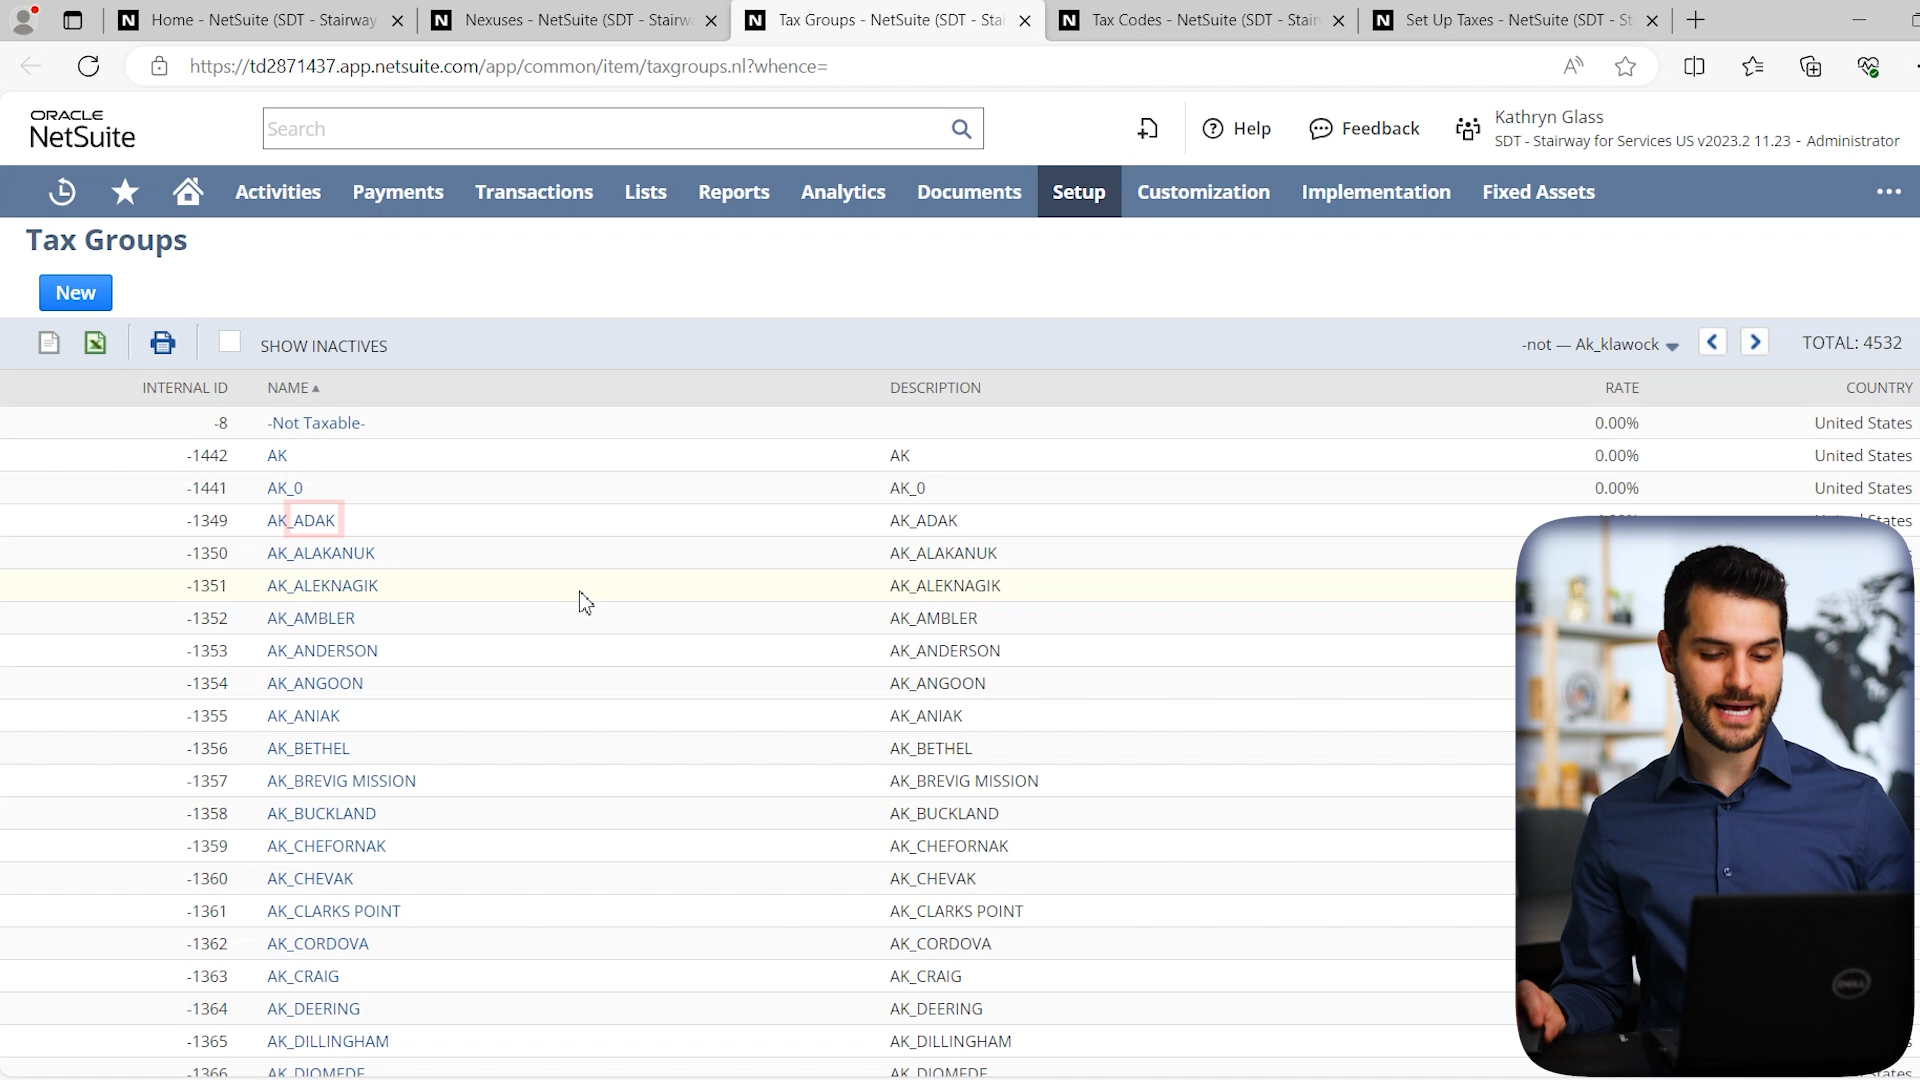 Home - NetSuite (SDT - Stairway
Nexuses - NetSuite (SDT - Stairw
Tax Groups - NetSuite (SDT - Stai
Tax Codes - NetSuite (SDT - Stair
Set Up Taxes - NetSuite (SDT - St
https://td2871437.app.netsuite.com/app/common/item/taxgroups.nl?whence=
ORACLE
NetSuite
Search
Help
Feedback
Kathryn Glass
SDT - Stairway for Services US v2023.2 11.23 - Administrator
Activities Payments Transactions Lists Reports Analytics Documents Setup Customization Implementation Fixed Assets
Tax Groups
New
SHOW INACTIVES
-not — Ak_klawock
TOTAL: 4532
INTERNAL ID NAME DESCRIPTION RATE COUNTRY
-8 -Not Taxable- 0.00% United States
-1442 AK AK 0.00% United States
-1441 AK_0 AK_0 0.00% United States
-1349 AK_ADAK AK_ADAK
-1350 AK_ALAKANUK AK_ALAKANUK
-1351 AK_ALEKNAGIK AK_ALEKNAGIK
-1352 AK_AMBLER AK_AMBLER
-1353 AK_ANDERSON AK_ANDERSON
-1354 AK_ANGOON AK_ANGOON
-1355 AK_ANIAK AK_ANIAK
-1356 AK_BETHEL AK_BETHEL
-1357 AK_BREVIG MISSION AK_BREVIG MISSION
-1358 AK_BUCKLAND AK_BUCKLAND
-1359 AK_CHEFORNAK AK_CHEFORNAK
-1360 AK_CHEVAK AK_CHEVAK
-1361 AK_CLARKS POINT AK_CLARKS POINT
-1362 AK_CORDOVA AK_CORDOVA
-1363 AK_CRAIG AK_CRAIG
-1364 AK_DEERING AK_DEERING
-1365 AK_DILLINGHAM AK_DILLINGHAM
-1366 AK_DIOMEDE AK_DIOMEDE
DELL